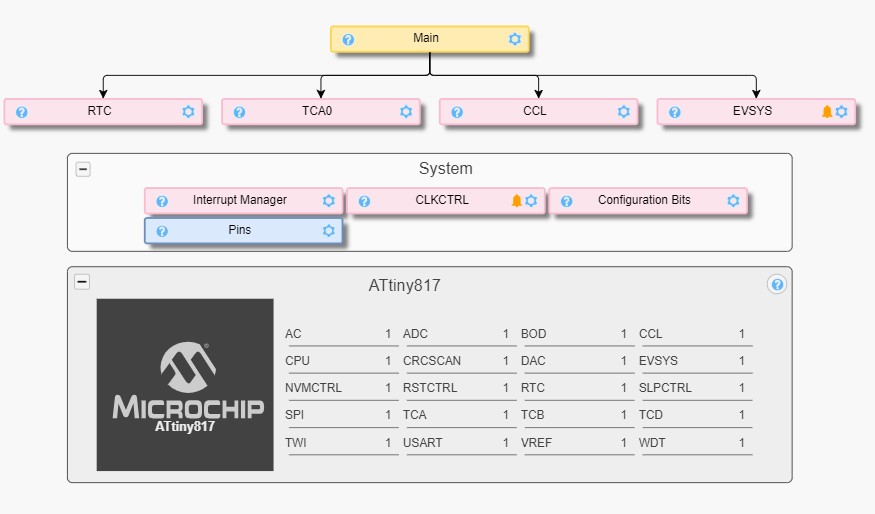 Main
RTC TCA0 CCL EVSYS
System
Interrupt Manager CLKCTRL Configuration Bits
Pins
ATtiny817
AC 1 ADC 1 BOD 1 CCL 1
CPU 1 CRCSCAN 1 DAC 1 EVSYS 1
NVMCTRL 1 RSTCTRL 1 RTC 1 SLPCTRL 1
SPI 1 TCA 1 TCB 1 TCD 1
TWI 1 USART 1 VREF 1 WDT 1
MICROCHIP
ATtiny817